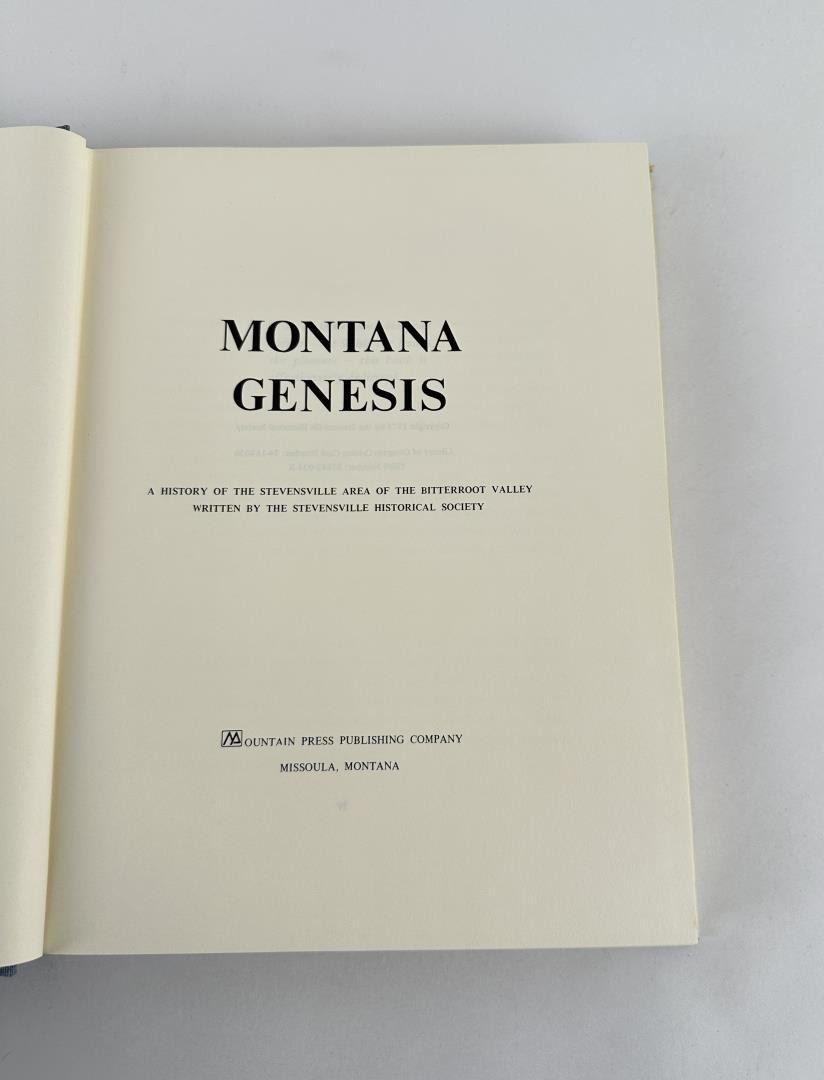 MONTANA
GENESIS
A HISTORY OF THE STEVENSVILLE AREA OF THE BITTERROOT VALLEY
WRITTEN BY THE STEVENSVILLE HISTORICAL SOCIETY
MOUNTAIN PRESS PUBLISHING COMPANY
MISSOULA, MONTANA